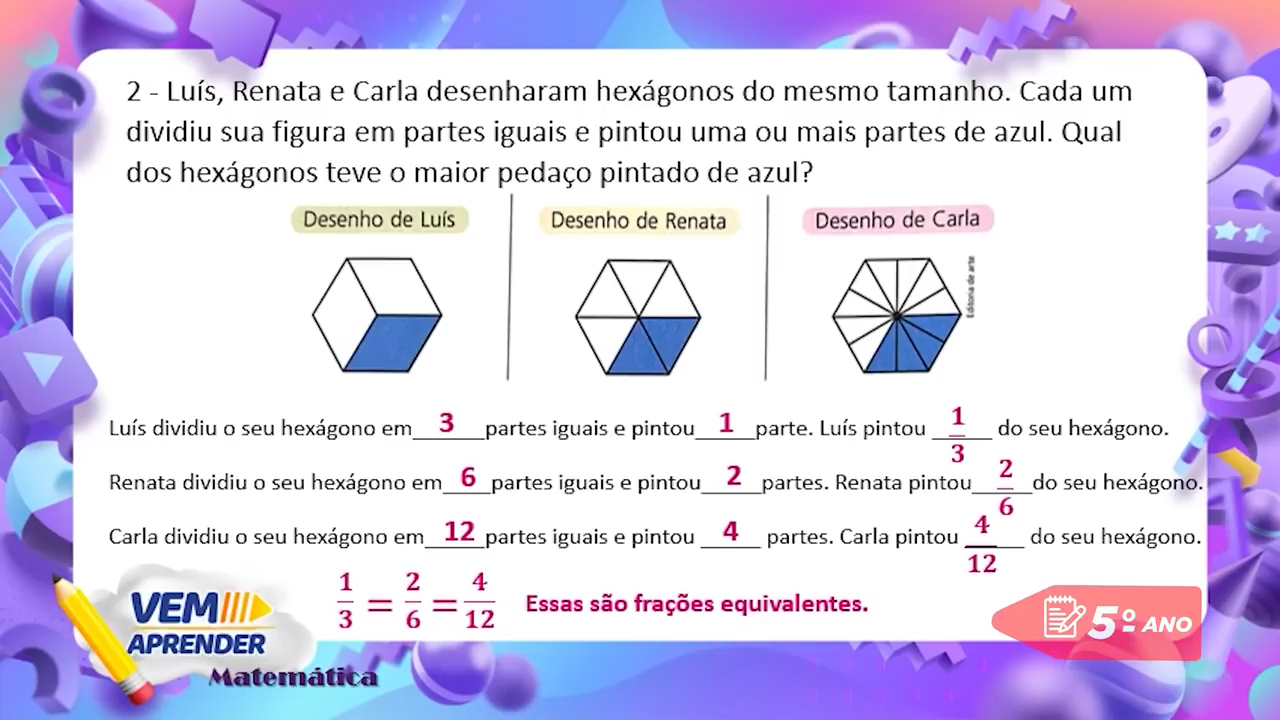 2 - Luís, Renata e Carla desenharam hexágonos do mesmo tamanho. Cada um
dividiu sua figura em partes iguais e pintou uma ou mais partes de azul. Qual
dos hexágonos teve o maior pedaço pintado de azul?
Desenho de Luís
Desenho de Renata
Desenho de Carla
Editoria de arte
Luís dividiu o seu hexágono em 3 partes iguais e pintou 1 parte. Luís pintou 1/3 do seu hexágono.
Renata dividiu o seu hexágono em 6 partes iguais e pintou 2 partes. Renata pintou 2/6 do seu hexágono.
Carla dividiu o seu hexágono em 12 partes iguais e pintou 4 partes. Carla pintou 4/12 do seu hexágono.
1/3 = 2/6 = 4/12 Essas são frações equivalentes.
VEM
APRENDER
Matemática
5º ANO